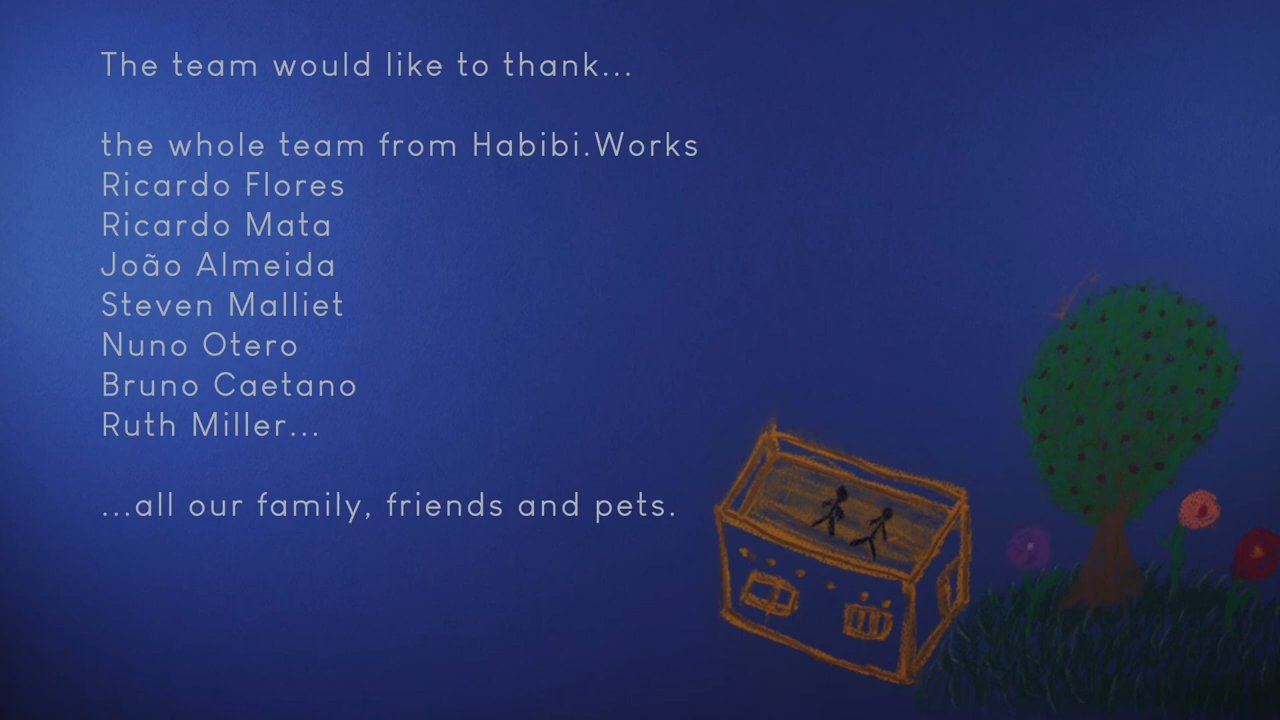 The team would like to thank...
the whole team from Habibi.Works
Ricardo Flores
Ricardo Mata
João Almeida
Steven Malliet
Nuno Otero
Bruno Caetano
Ruth Miller...
...all our family, friends and pets.